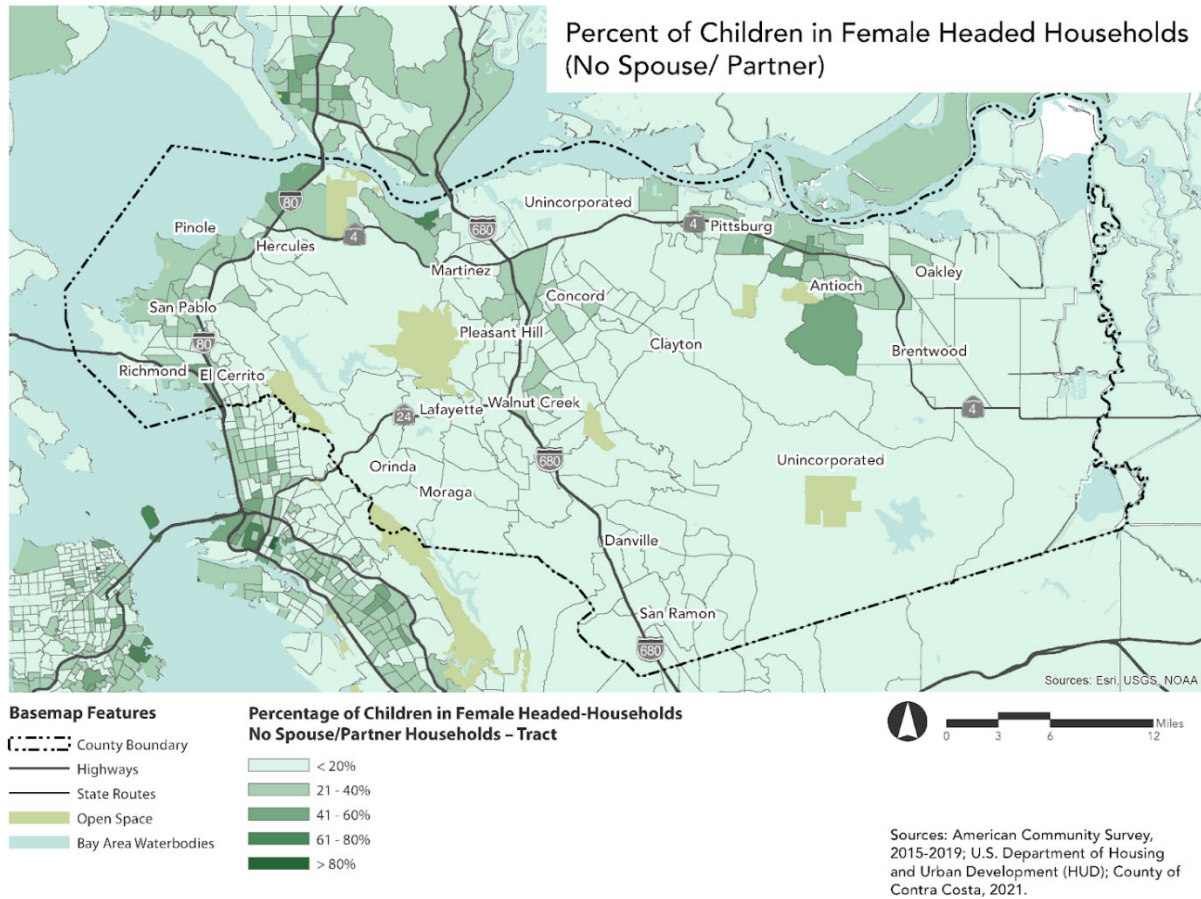 Percent of Children in Female Headed Households
(No Spouse/ Partner)
80
Unincorporated
680
Pinole
4
Pittsburg
Hercules
4
Martinez
Oakley
Antioch
San Pablo
Concord
Pleasant Hill
Clayton
80
Brentwood
Richmond
El Cerrito
Lafayette
Walnut Creek
4
24
Orinda
680
Unincorporated
Moraga
Danville
San Ramon
680
Sources: Esri, USGS, NOAA
Basemap Features
County Boundary
Highways
State Routes
Open Space
Bay Area Waterbodies
Percentage of Children in Female Headed-Households
No Spouse/Partner Households – Tract
< 20%
21 - 40%
41 - 60%
61 - 80%
> 80%
Miles
0 3 6 12
Sources: American Community Survey,
2015-2019; U.S. Department of Housing
and Urban Development (HUD); County of
Contra Costa, 2021.